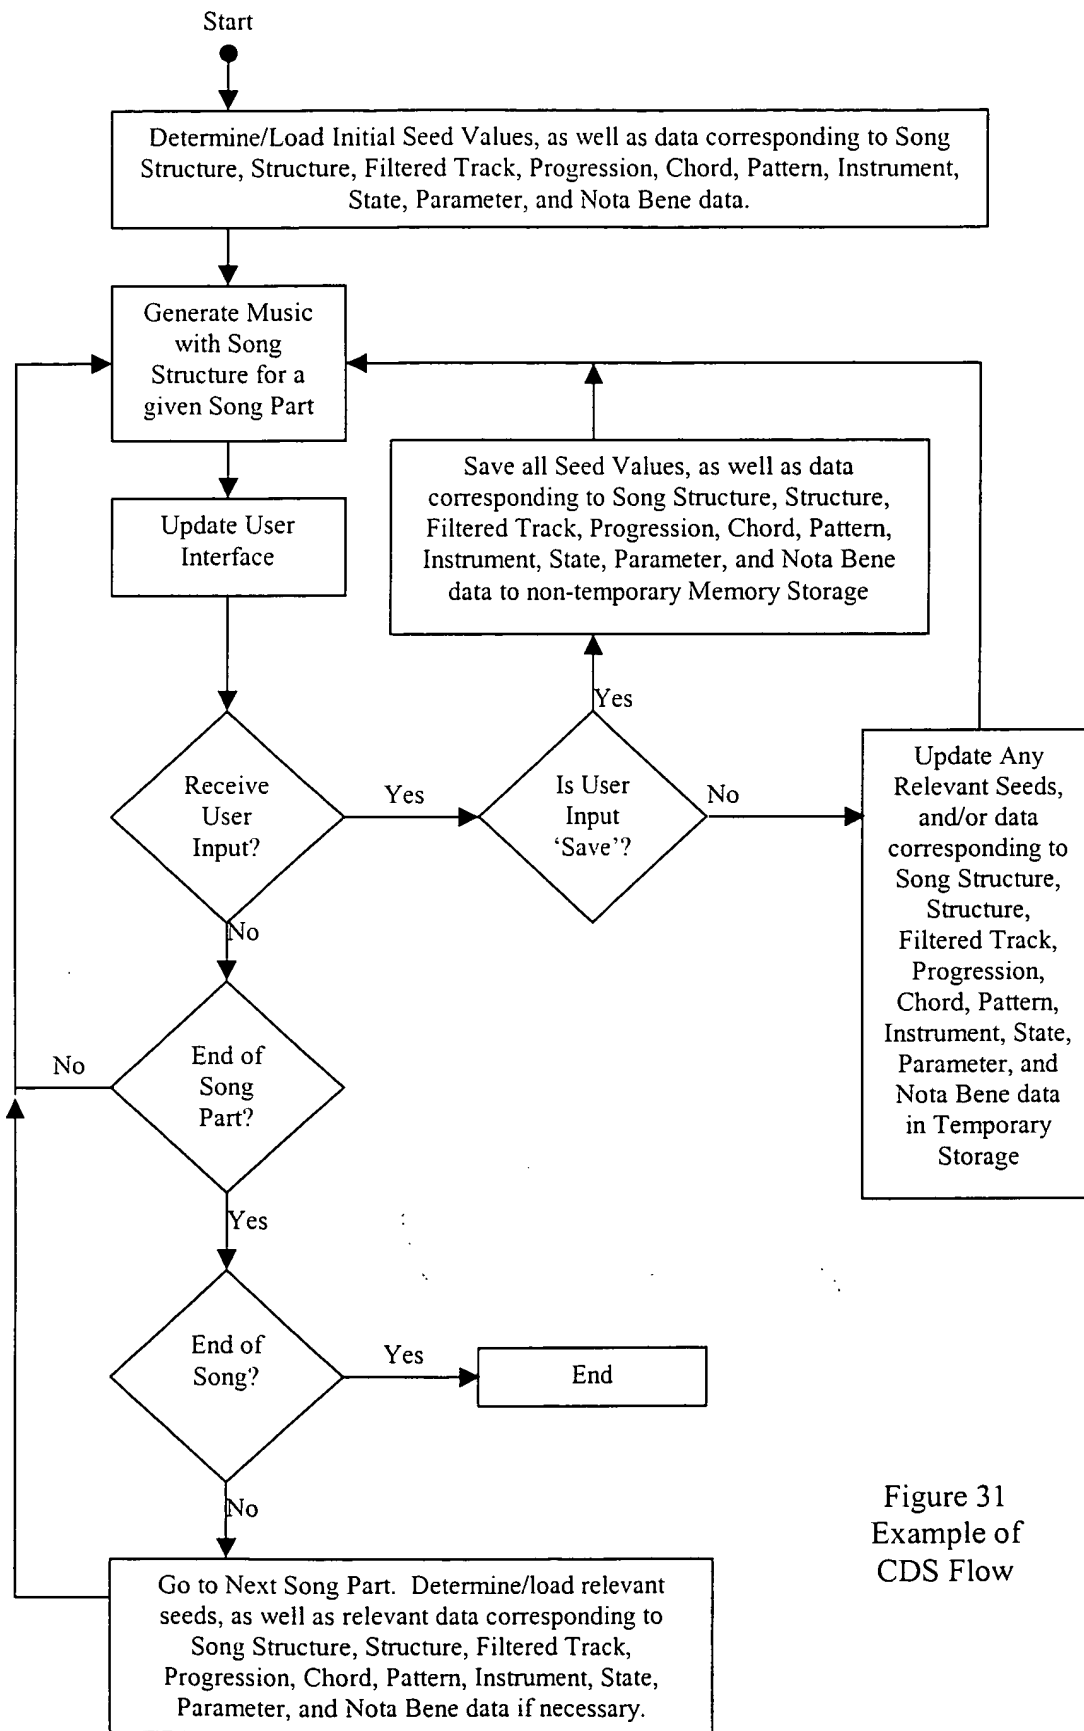 Start
Determine/Load Initial Seed Values, as well as data corresponding to Song
Structure, Structure, Filtered Track, Progression, Chord, Pattern, Instrument,
State, Parameter, and Nota Bene data.
Generate Music
with Song
Structure for a
given Song Part
Save all Seed Values, as well as data
corresponding to Song Structure, Structure,
Filtered Track, Progression, Chord, Pattern,
Instrument, State, Parameter, and Nota Bene
data to non-temporary Memory Storage
Update User
Interface
Yes
Receive
User
Input?
Yes
Is User
Input
‘Save’?
No
Update Any
Relevant Seeds,
and/or data
corresponding to
Song Structure,
Structure,
Filtered Track,
Progression,
Chord, Pattern,
Instrument, State,
Parameter, and
Nota Bene data
in Temporary
Storage
No
End of
Song
Part?
No
Yes
End of
Song?
Yes
End
No
Go to Next Song Part. Determine/load relevant
seeds, as well as relevant data corresponding to
Song Structure, Structure, Filtered Track,
Progression, Chord, Pattern, Instrument, State,
Parameter, and Nota Bene data if necessary.
Figure 31
Example of
CDS Flow